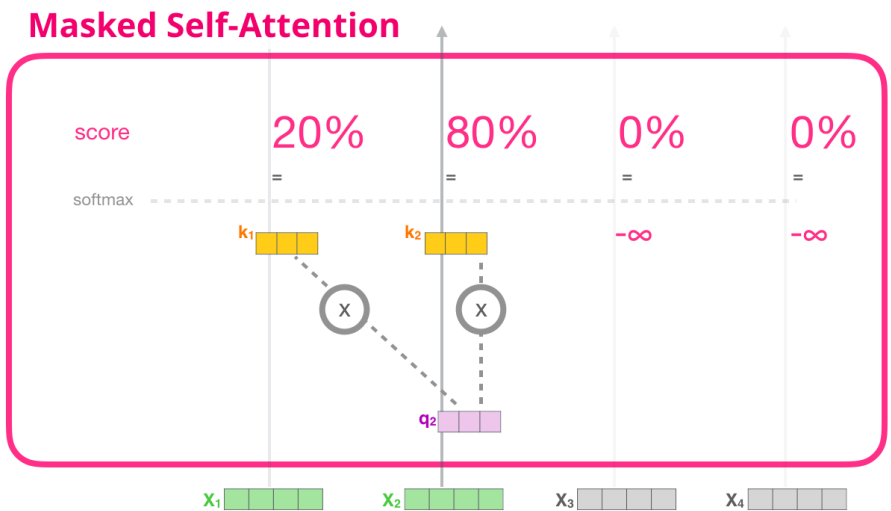 Masked Self-Attention
score 20% 80% 0% 0%
= = = =
softmax
k₁ k₂ -∞ -∞
x x
q₂
X₁ X₂ X₃ X₄